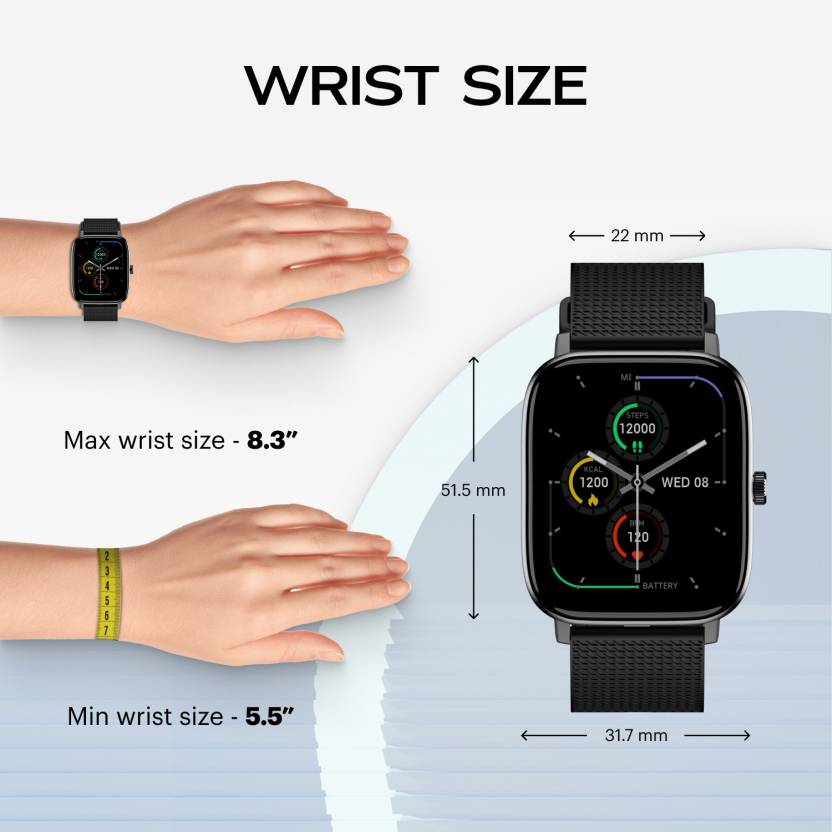 WRIST SIZE
22 mm
Max wrist size - 8.3”
51.5 mm
MI
STEPS
12000
KCAL
1200
WED 08
BPM
120
BATTERY
2
3
4
5
6
7
Min wrist size - 5.5”
31.7 mm